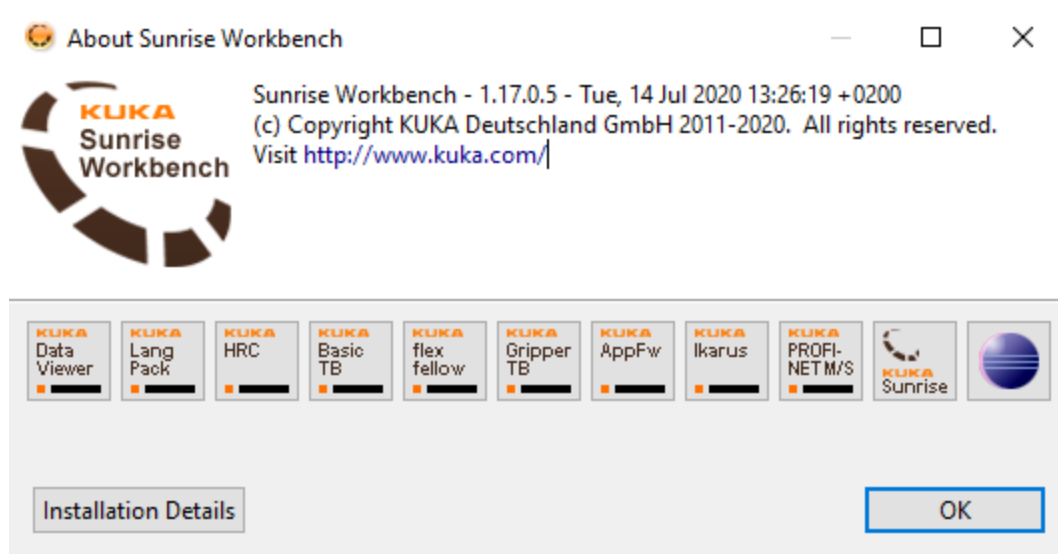 About Sunrise Workbench
KUKA
Sunrise
Workbench
Sunrise Workbench - 1.17.0.5 - Tue, 14 Jul 2020 13:26:19 +0200
(c) Copyright KUKA Deutschland GmbH 2011-2020.  All rights reserved.
Visit http://www.kuka.com/
KUKA
Data
Viewer
KUKA
Lang
Pack
KUKA
HRC
KUKA
Basic
TB
KUKA
flex
fellow
KUKA
Gripper
TB
KUKA
AppFw
KUKA
Ikarus
KUKA
PROFI-
NET M/S
KUKA
Sunrise
Installation Details
OK